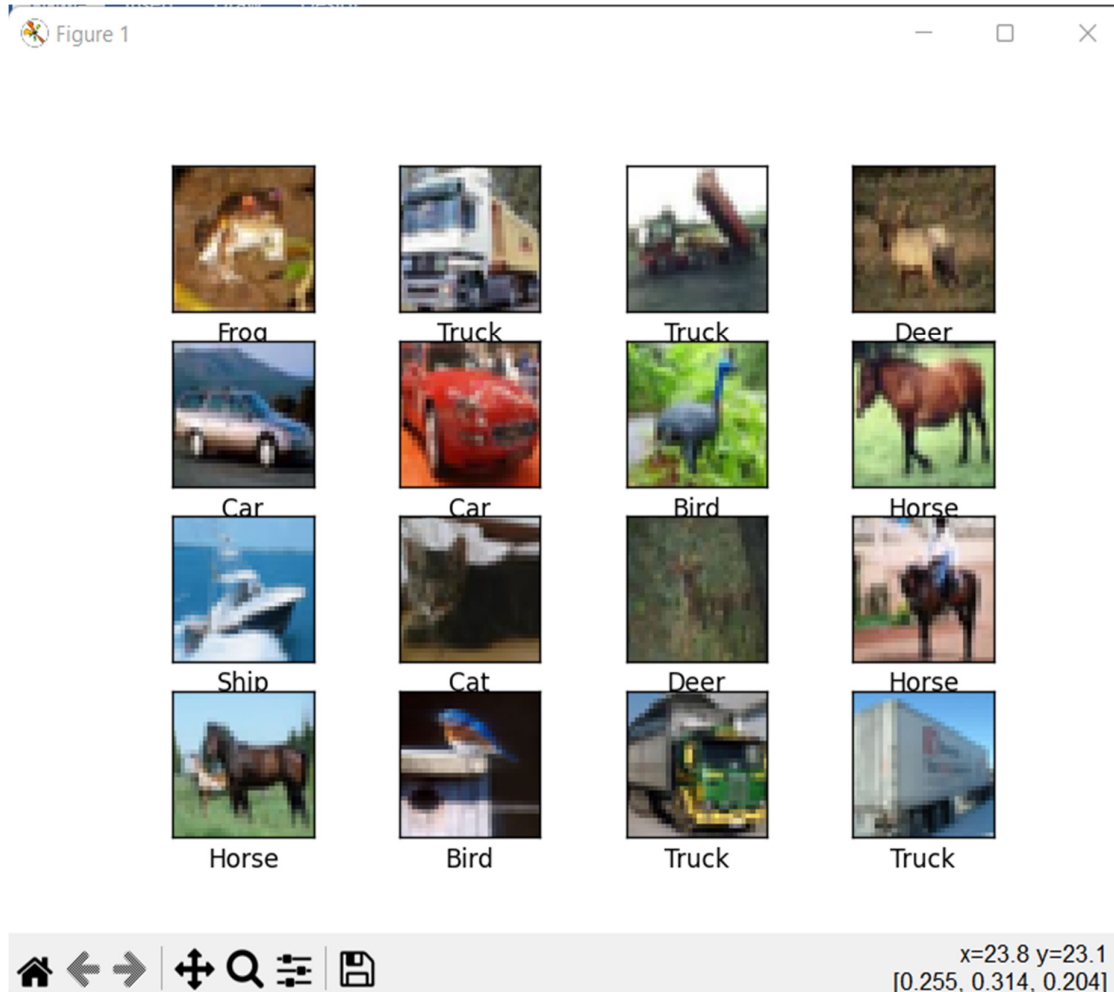 Figure 1
Frog Truck Truck Deer
Car Car Bird Horse
Ship Cat Deer Horse
Horse Bird Truck Truck
x=23.8 y=23.1
[0.255, 0.314, 0.204]